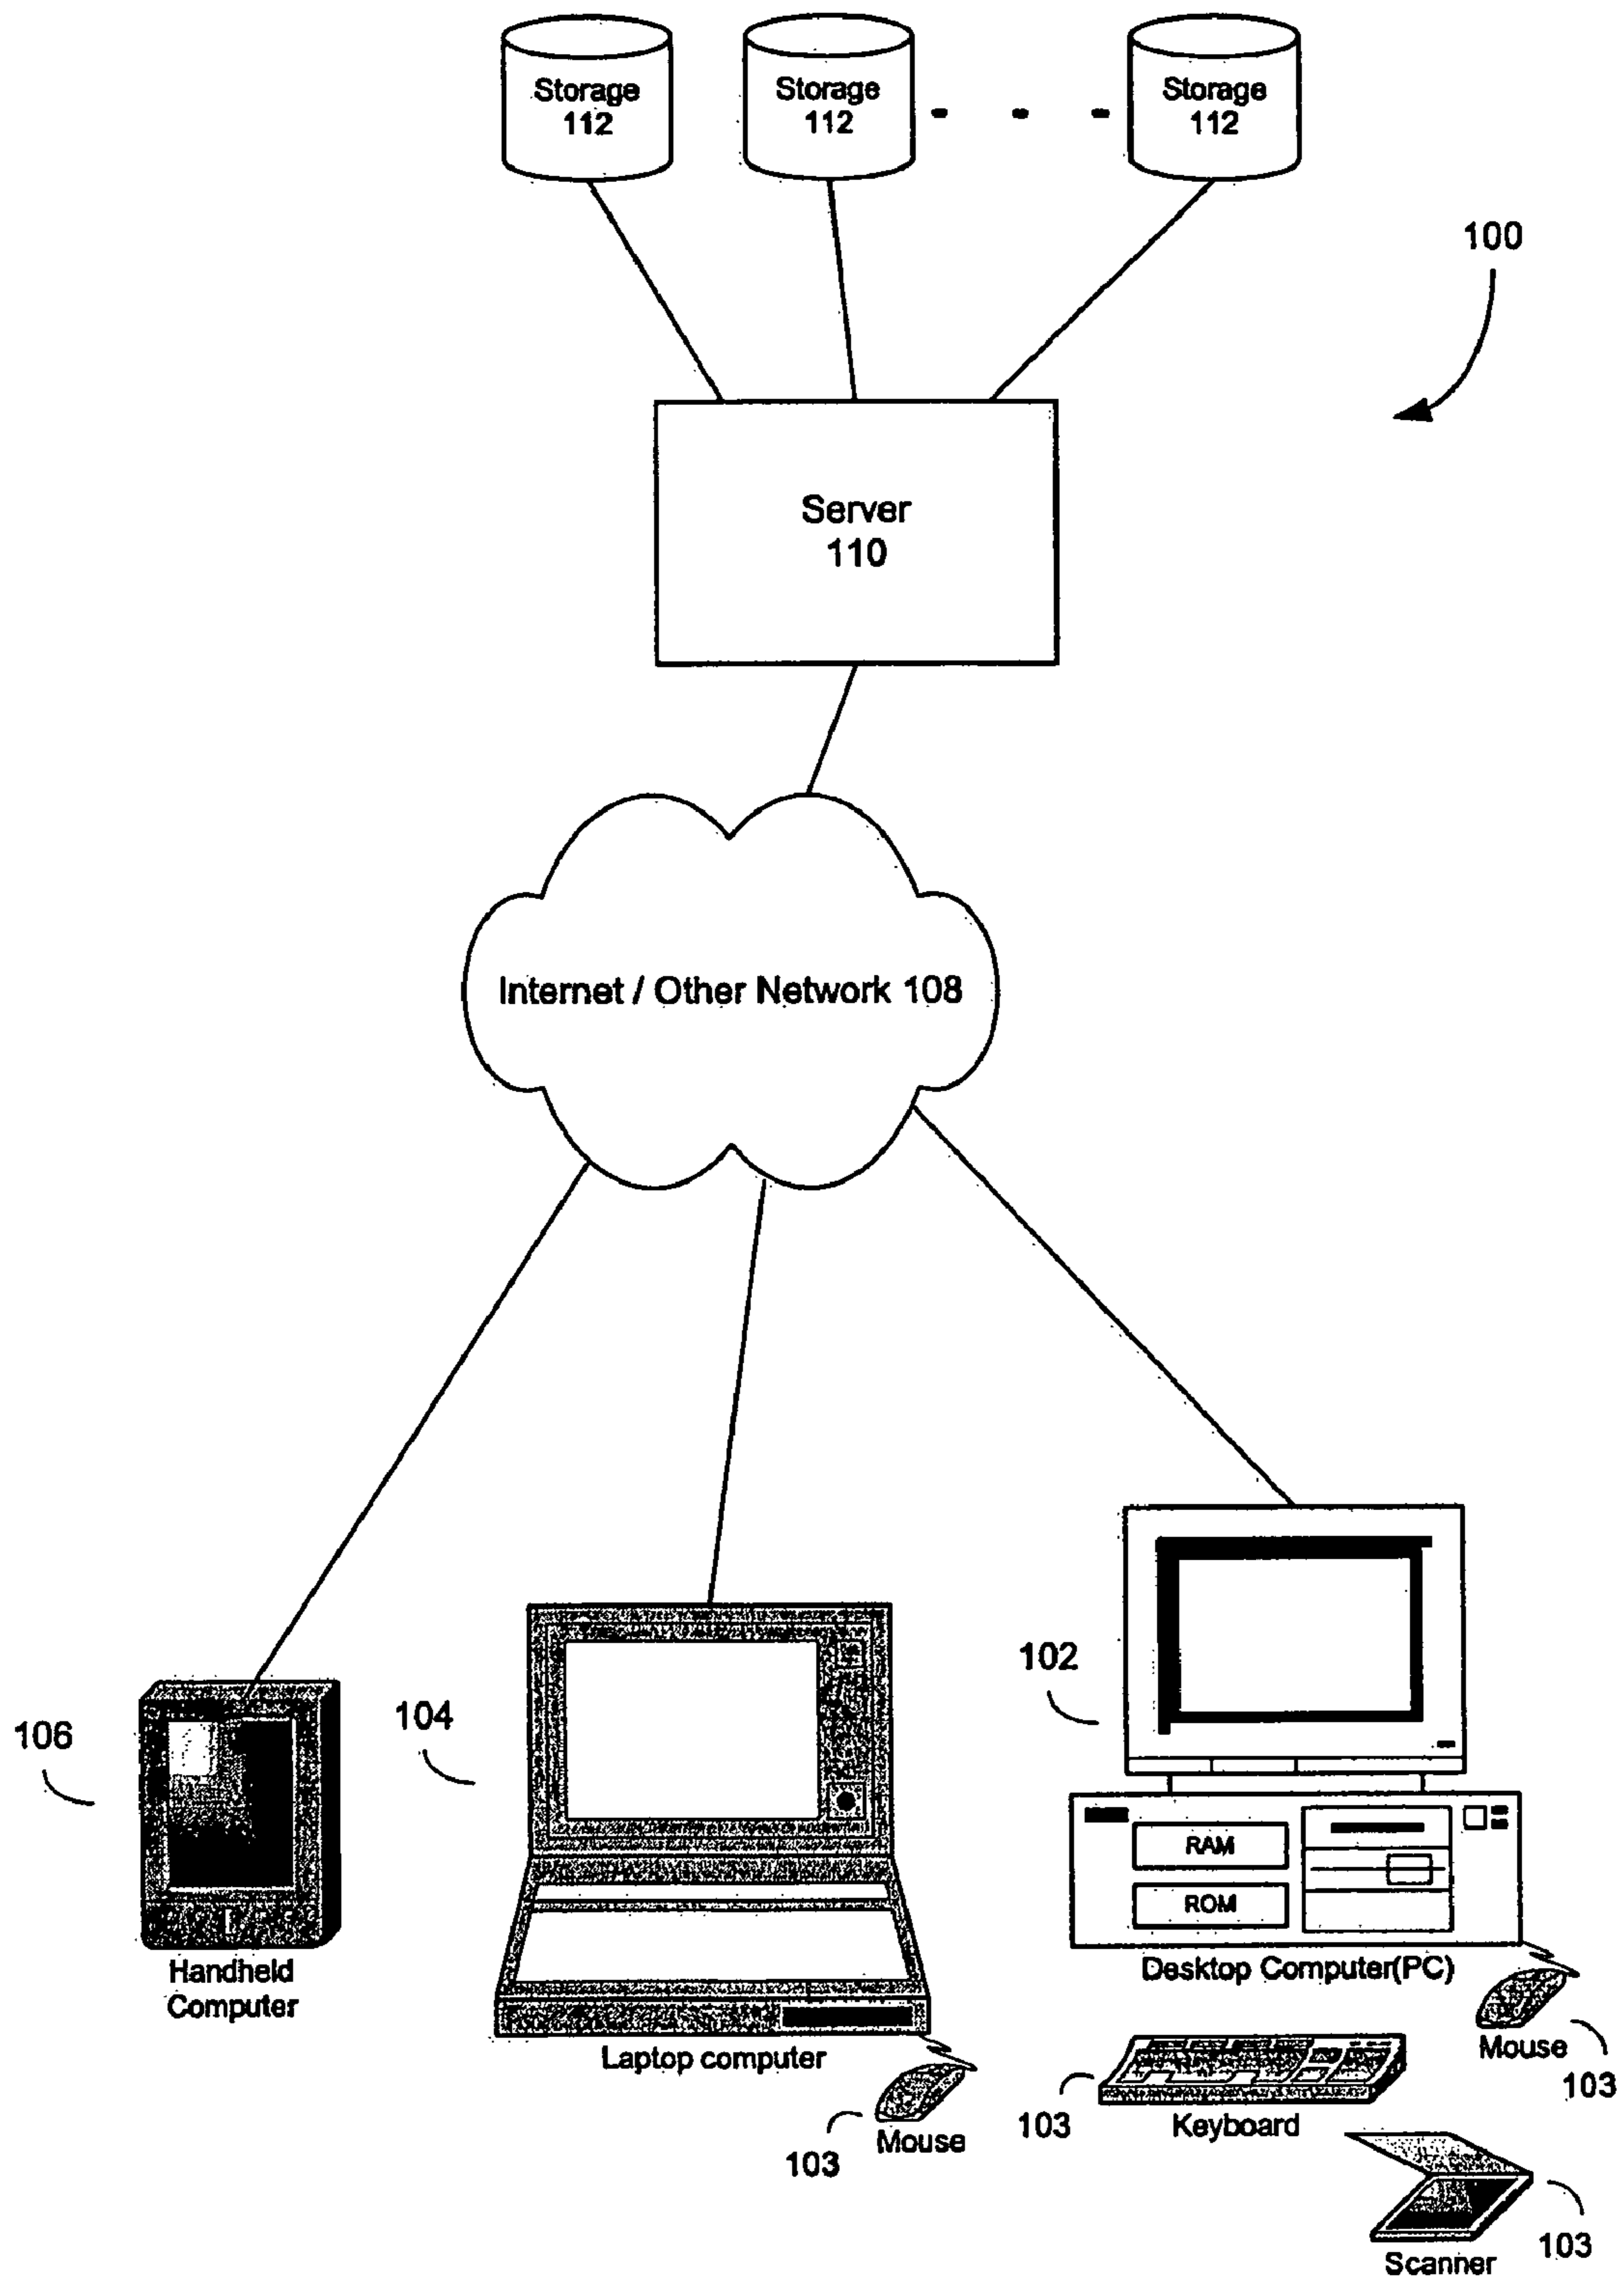 Storage
112
Storage
112
Storage
112
100
Server
110
Internet / Other Network 108
102
104
106
RAM
ROM
Handheld
Computer
Desktop Computer(PC)
Laptop computer
Mouse
103
103
Keyboard
103
Mouse
103
Scanner